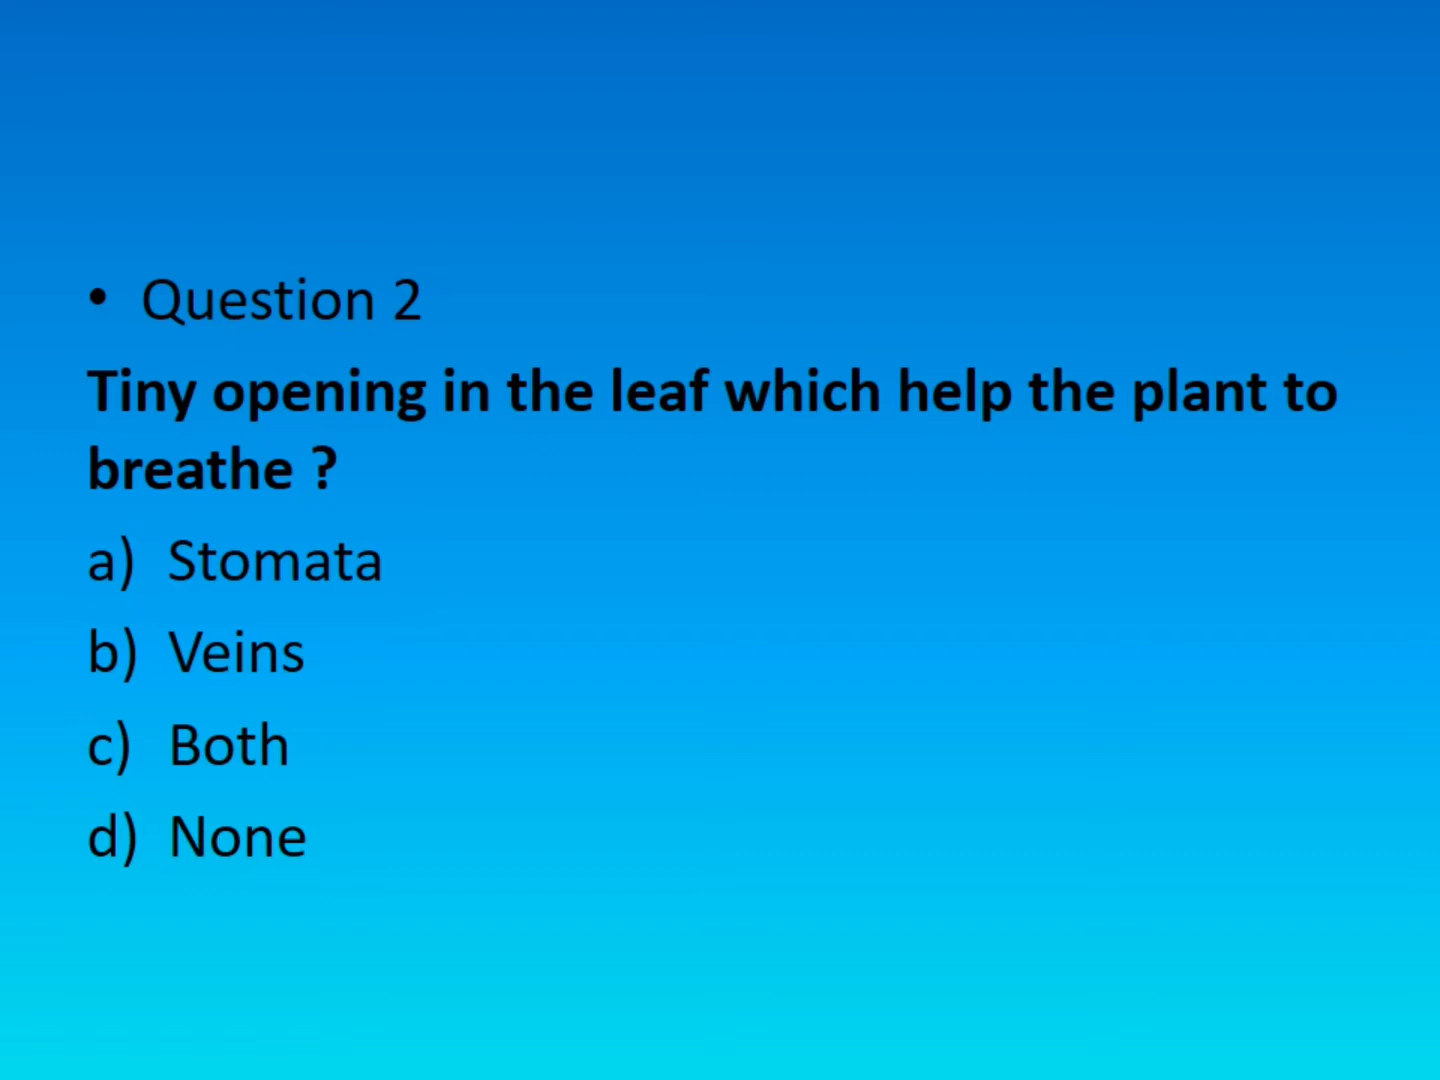 • Question 2
Tiny opening in the leaf which help the plant to
breathe ?
a) Stomata
b) Veins
c) Both
d) None